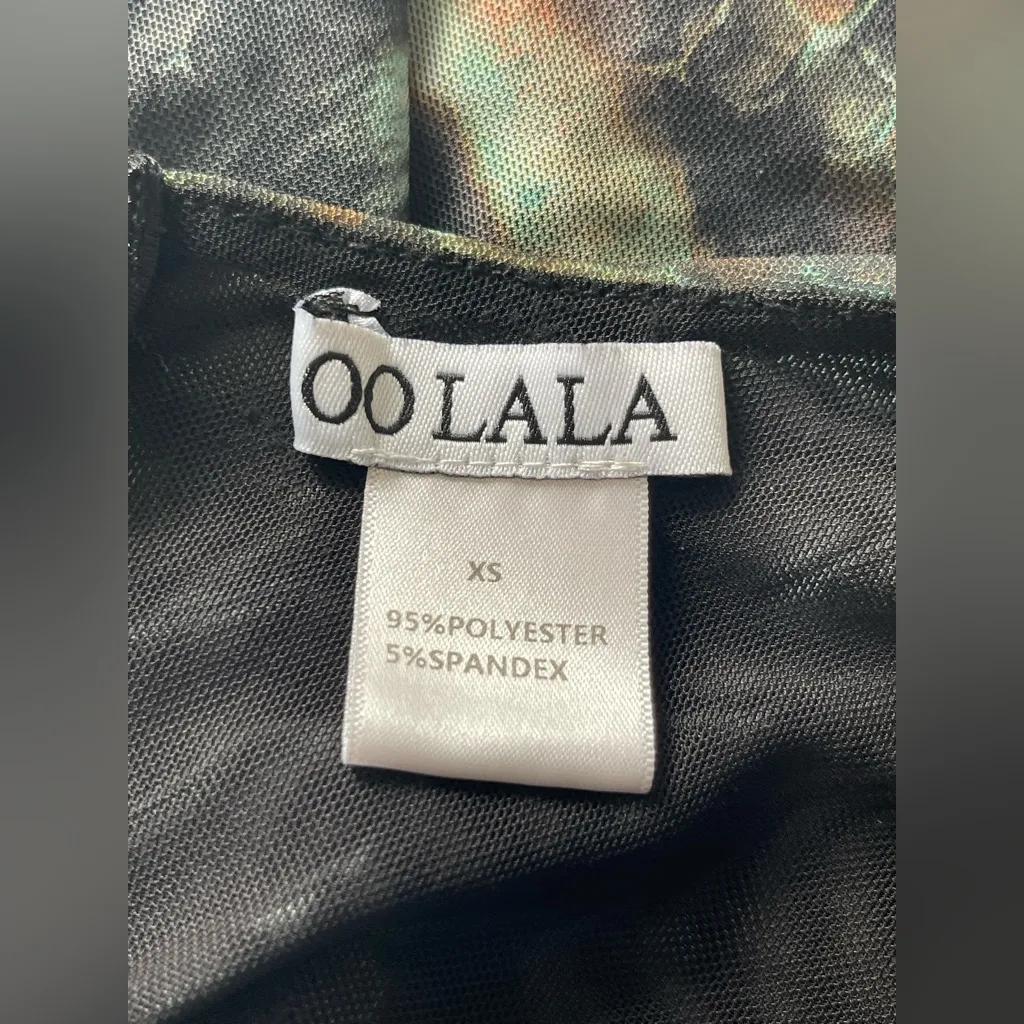 OO LALA
XS
95%POLYESTER
5%SPANDEX